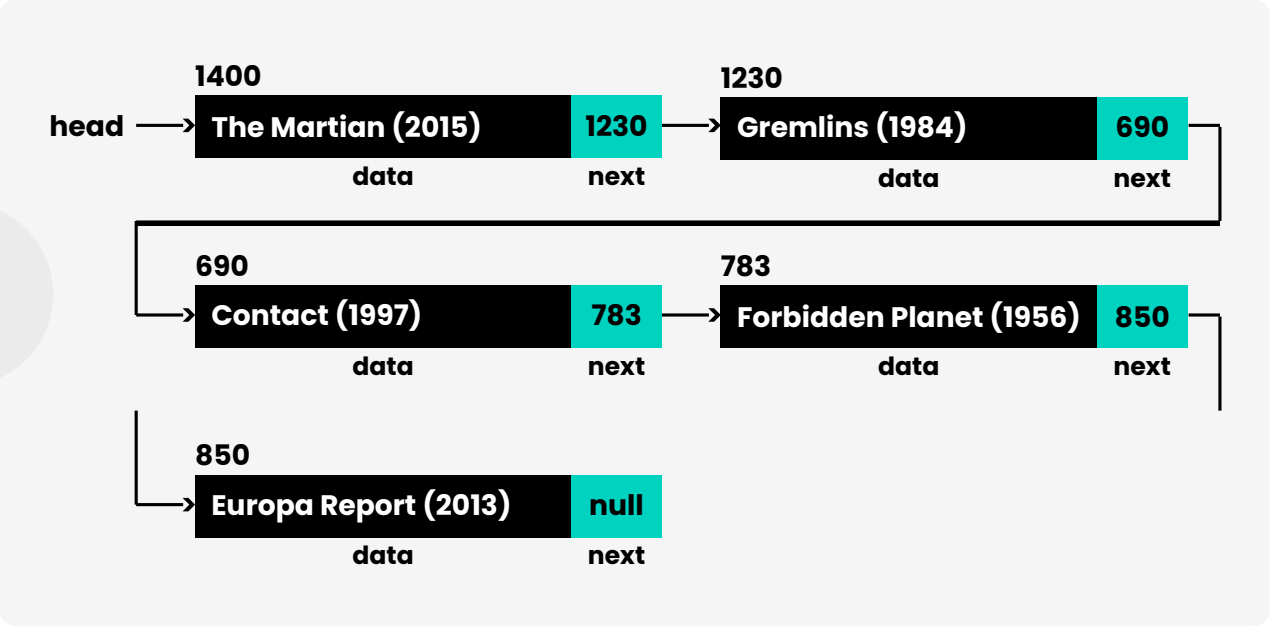 1400
1230
head
The Martian (2015)
1230
Gremlins (1984)
690
data
next
data
next
690
783
Contact (1997)
783
Forbidden Planet (1956)
850
data
next
data
next
850
Europa Report (2013)
null
data
next